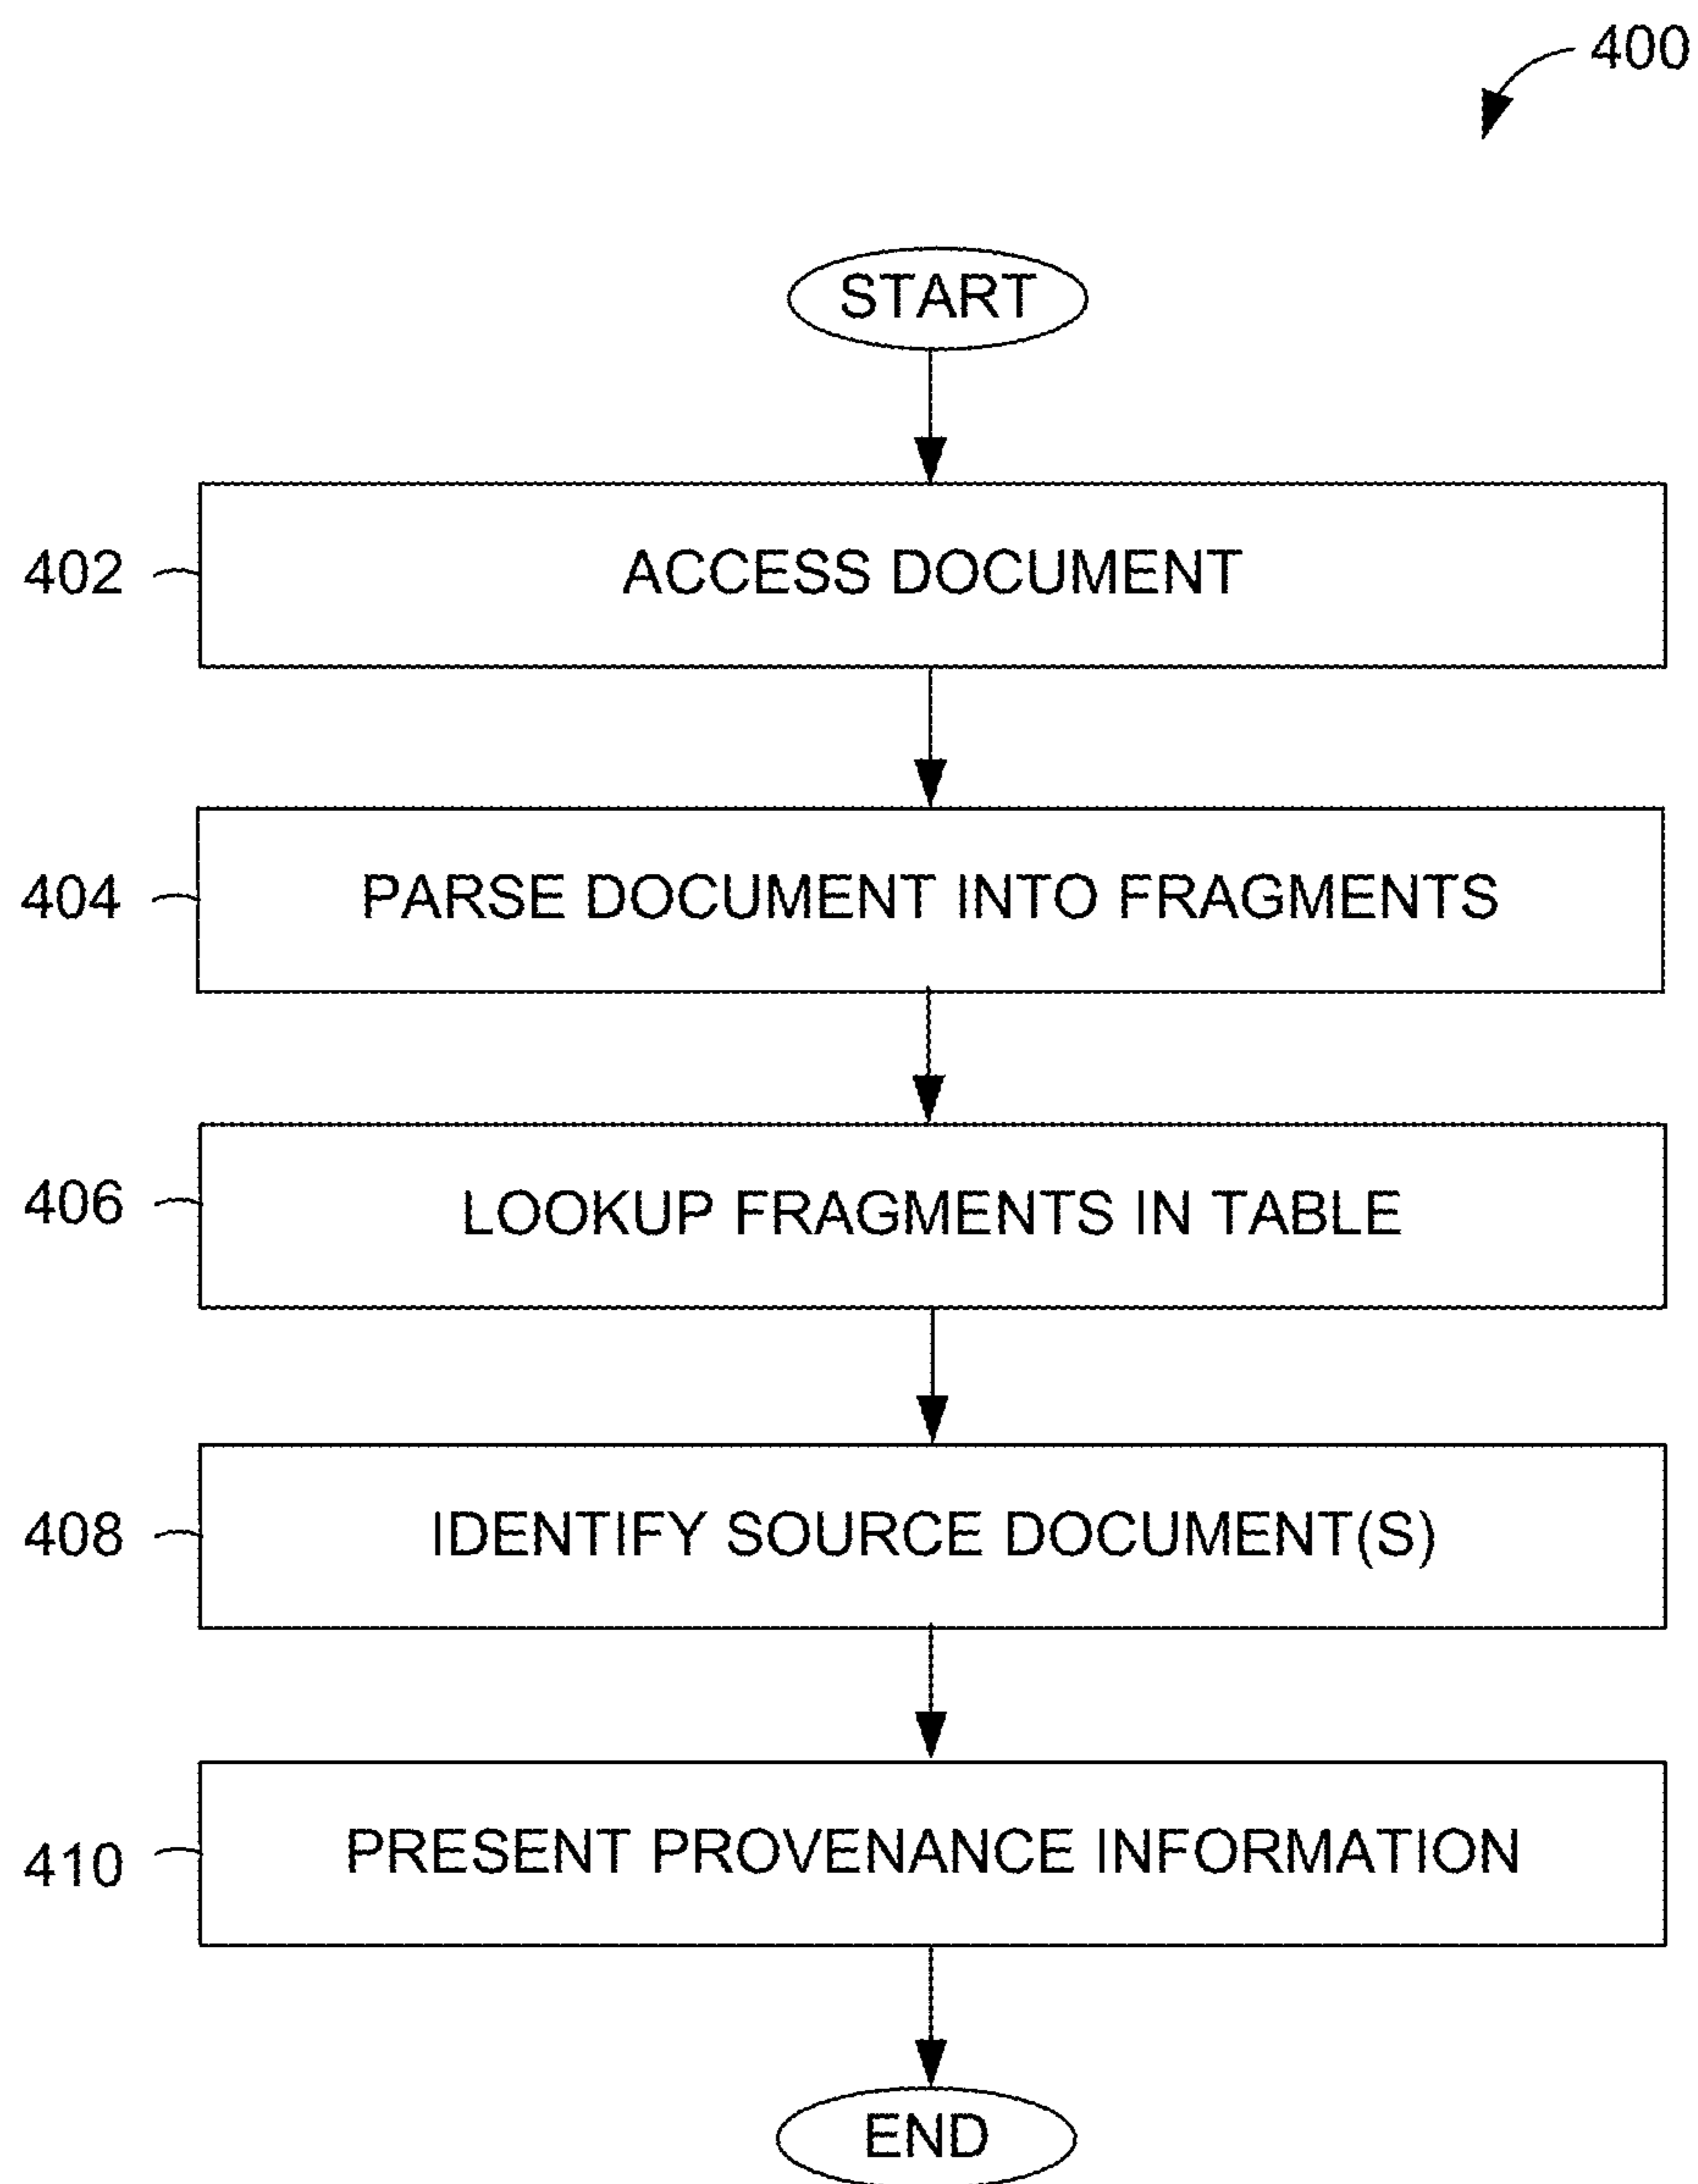 400
START
402 ACCESS DOCUMENT
404 PARSE DOCUMENT INTO FRAGMENTS
406 LOOKUP FRAGMENTS IN TABLE
408 IDENTIFY SOURCE DOCUMENT(S)
410 PRESENT PROVENANCE INFORMATION
END